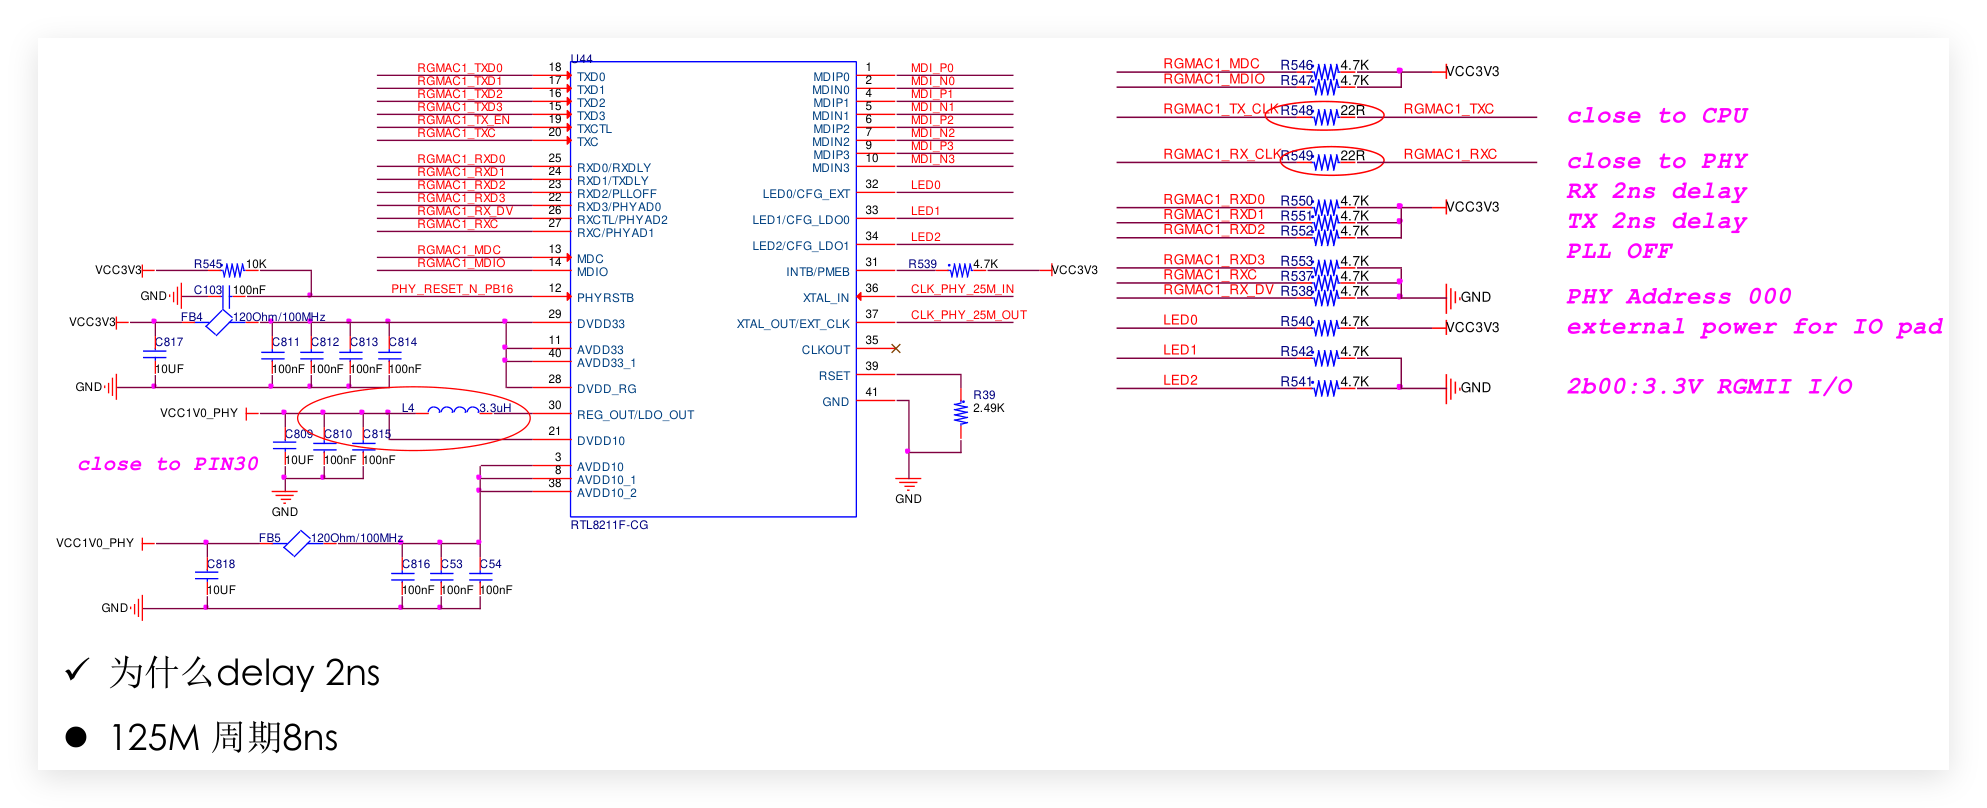 U44
RGMAC1_TXD0 18 TXD0
RGMAC1_TXD1 17 TXD1
RGMAC1_TXD2 16 TXD2
RGMAC1_TXD3 15 TXD3
RGMAC1_TX_EN 19 TXCTL
RGMAC1_TXC 20 TXC
RGMAC1_RXD0 25 RXD0/RXDLY
RGMAC1_RXD1 24 RXD1/TXDLY
RGMAC1_RXD2 23 RXD2/PLLOFF
RGMAC1_RXD3 22 RXD3/PHYAD0
RGMAC1_RX_DV 26 RXCTL/PHYAD2
RGMAC1_RXC 27 RXC/PHYAD1
RGMAC1_MDC 13 MDC
RGMAC1_MDIO 14 MDIO
VCC3V3 R545 10K
GND C103 100nF PHY_RESET_N_PB16 12 PHYRSTB
VCC3V3 FB4 120Ohm/100MHz 29 DVDD33
C817 C811 C812 C813 C814 11 AVDD33
40 AVDD33_1
10UF 100nF 100nF 100nF 100nF
GND 28 DVDD_RG
VCC1V0_PHY L4 3.3uH 30 REG_OUT/LDO_OUT
C809 C810 C815 21 DVDD10
10UF 100nF 100nF
close to PIN30
3 AVDD10
8 AVDD10_1
38 AVDD10_2
GND
RTL8211F-CG
VCC1V0_PHY FB5 120Ohm/100MHz
C818 C816 C53 C54
10UF 100nF 100nF 100nF
GND
MDIP0 1 MDI_P0
MDIN0 2 MDI_N0
MDIP1 4 MDI_P1
MDIN1 5 MDI_N1
MDIP2 6 MDI_P2
MDIN2 7 MDI_N2
MDIP3 9 MDI_P3
MDIN3 10 MDI_N3
LED0/CFG_EXT 32 LED0
LED1/CFG_LDO0 33 LED1
LED2/CFG_LDO1 34 LED2
INTB/PMEB 31 R539 4.7K VCC3V3
XTAL_IN 36 CLK_PHY_25M_IN
XTAL_OUT/EXT_CLK 37 CLK_PHY_25M_OUT
CLKOUT 35
RSET 39
GND 41 R39
2.49K
GND
RGMAC1_MDC R546 4.7K VCC3V3
RGMAC1_MDIO R547 4.7K
RGMAC1_TX_CLK R548 22R RGMAC1_TXC close to CPU
RGMAC1_RX_CLK R549 22R RGMAC1_RXC close to PHY
RX 2ns delay
RGMAC1_RXD0 R550 4.7K VCC3V3
RGMAC1_RXD1 R551 4.7K TX 2ns delay
RGMAC1_RXD2 R552 4.7K
PLL OFF
RGMAC1_RXD3 R553 4.7K
RGMAC1_RXC R537 4.7K
RGMAC1_RX_DV R538 4.7K GND PHY Address 000
LED0 R540 4.7K VCC3V3 external power for IO pad
LED1 R542 4.7K
LED2 R541 4.7K GND 2b00:3.3V RGMII I/O
✓ 为什么delay 2ns
● 125M 周期8ns